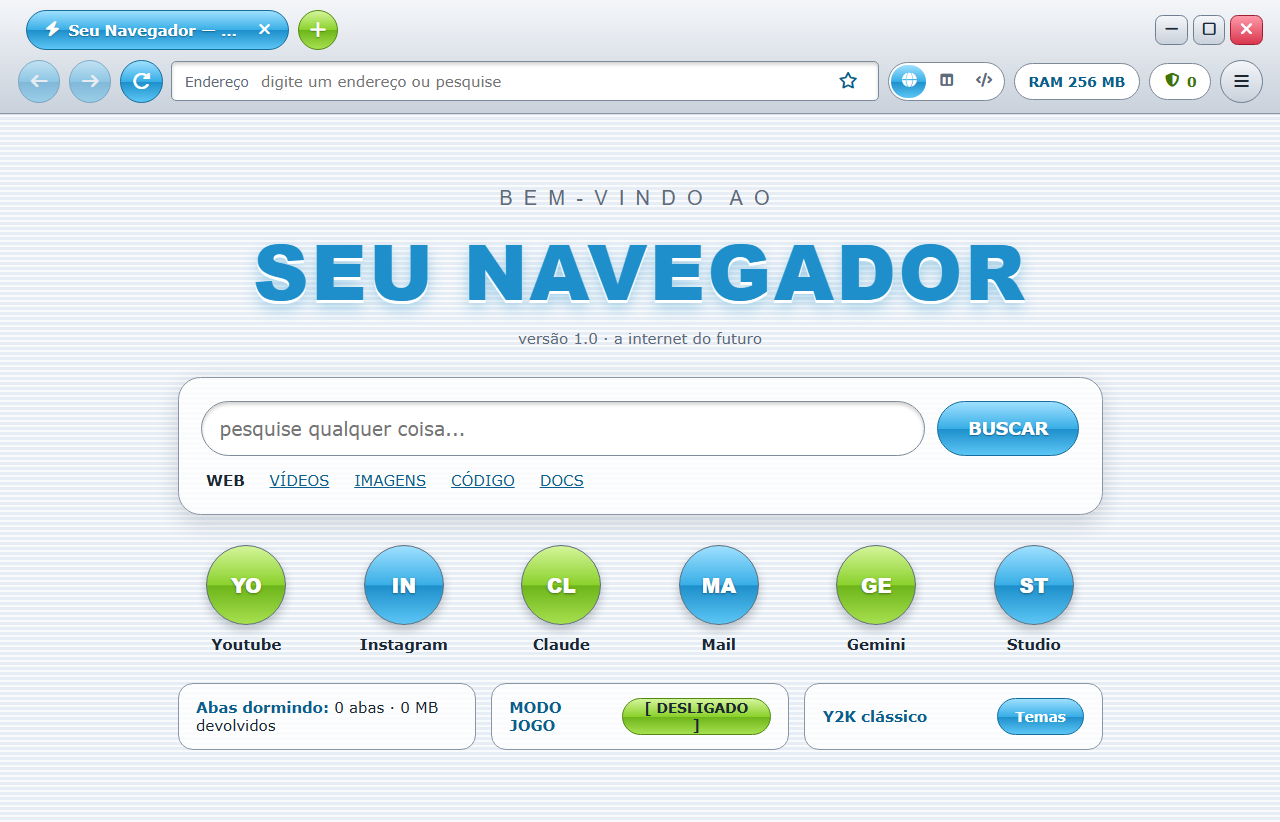 Seu Navegador — ...
Endereço digite um endereço ou pesquise
RAM 256 MB
0
BEM-VINDO AO
SEU NAVEGADOR
versão 1.0 · a internet do futuro
pesquise qualquer coisa...
BUSCAR
WEB VÍDEOS IMAGENS CÓDIGO DOCS
YO IN CL MA GE ST
Youtube Instagram Claude Mail Gemini Studio
Abas dormindo: 0 abas · 0 MB
devolvidos
MODO
JOGO
[ DESLIGADO
]
Y2K clássico
Temas